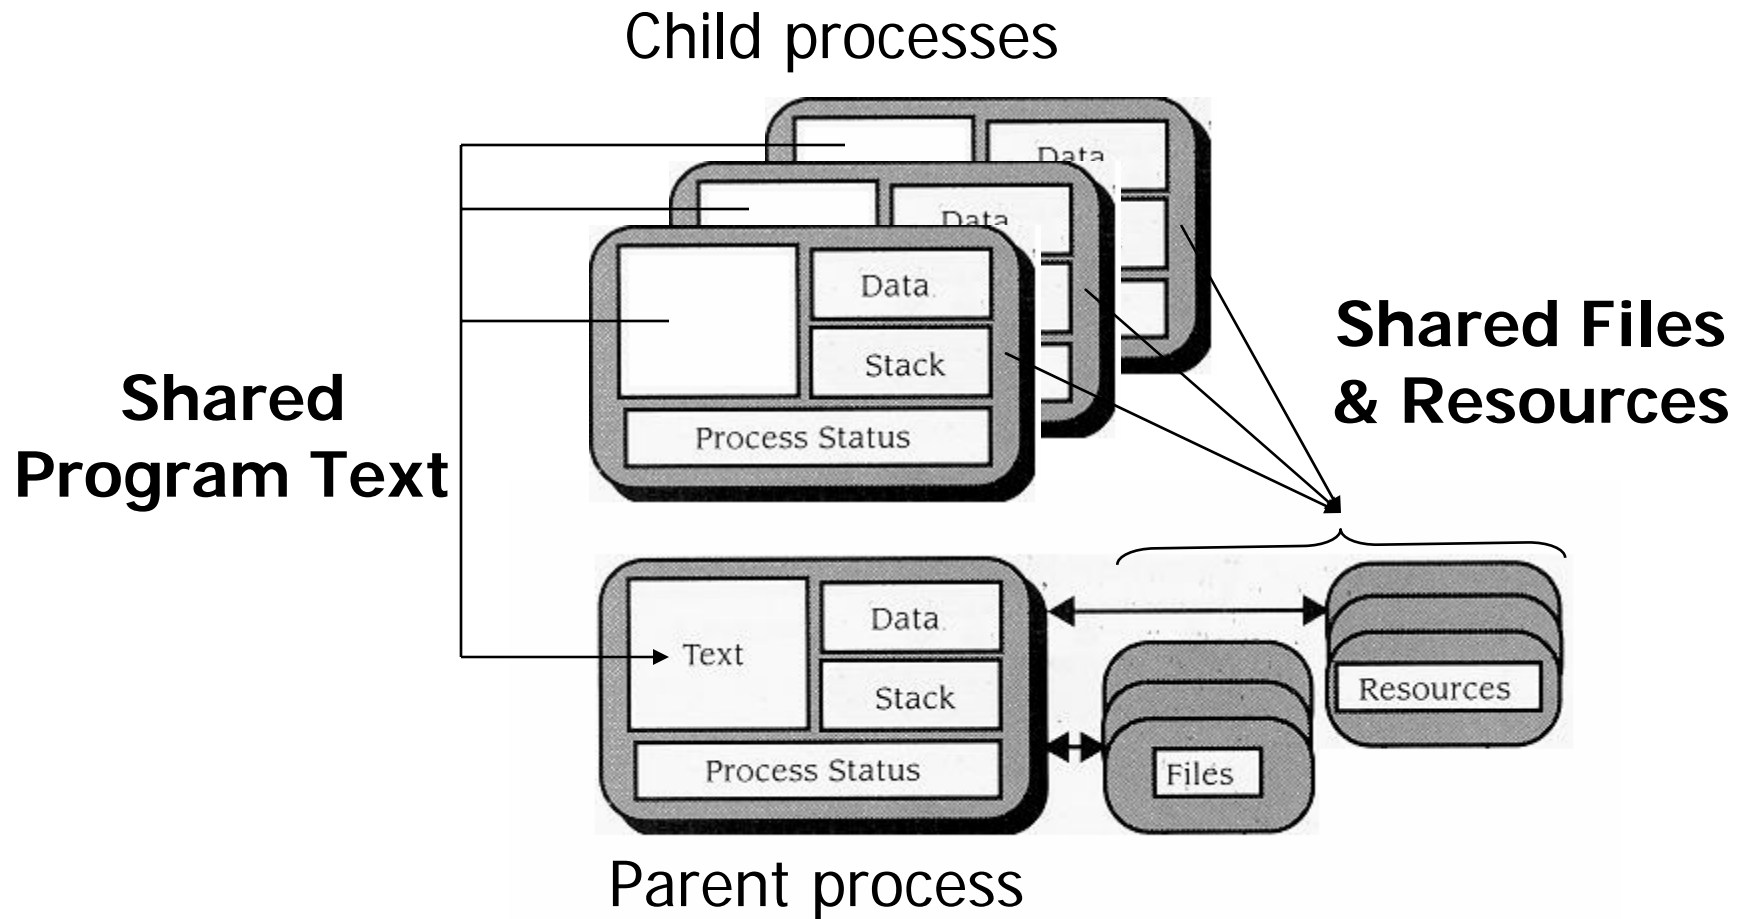 Child processes
Data
Data
Data
Stack
Process Status
Shared
Program Text
Shared Files
& Resources
Text
Data
Stack
Process Status
Files
Resources
Parent process